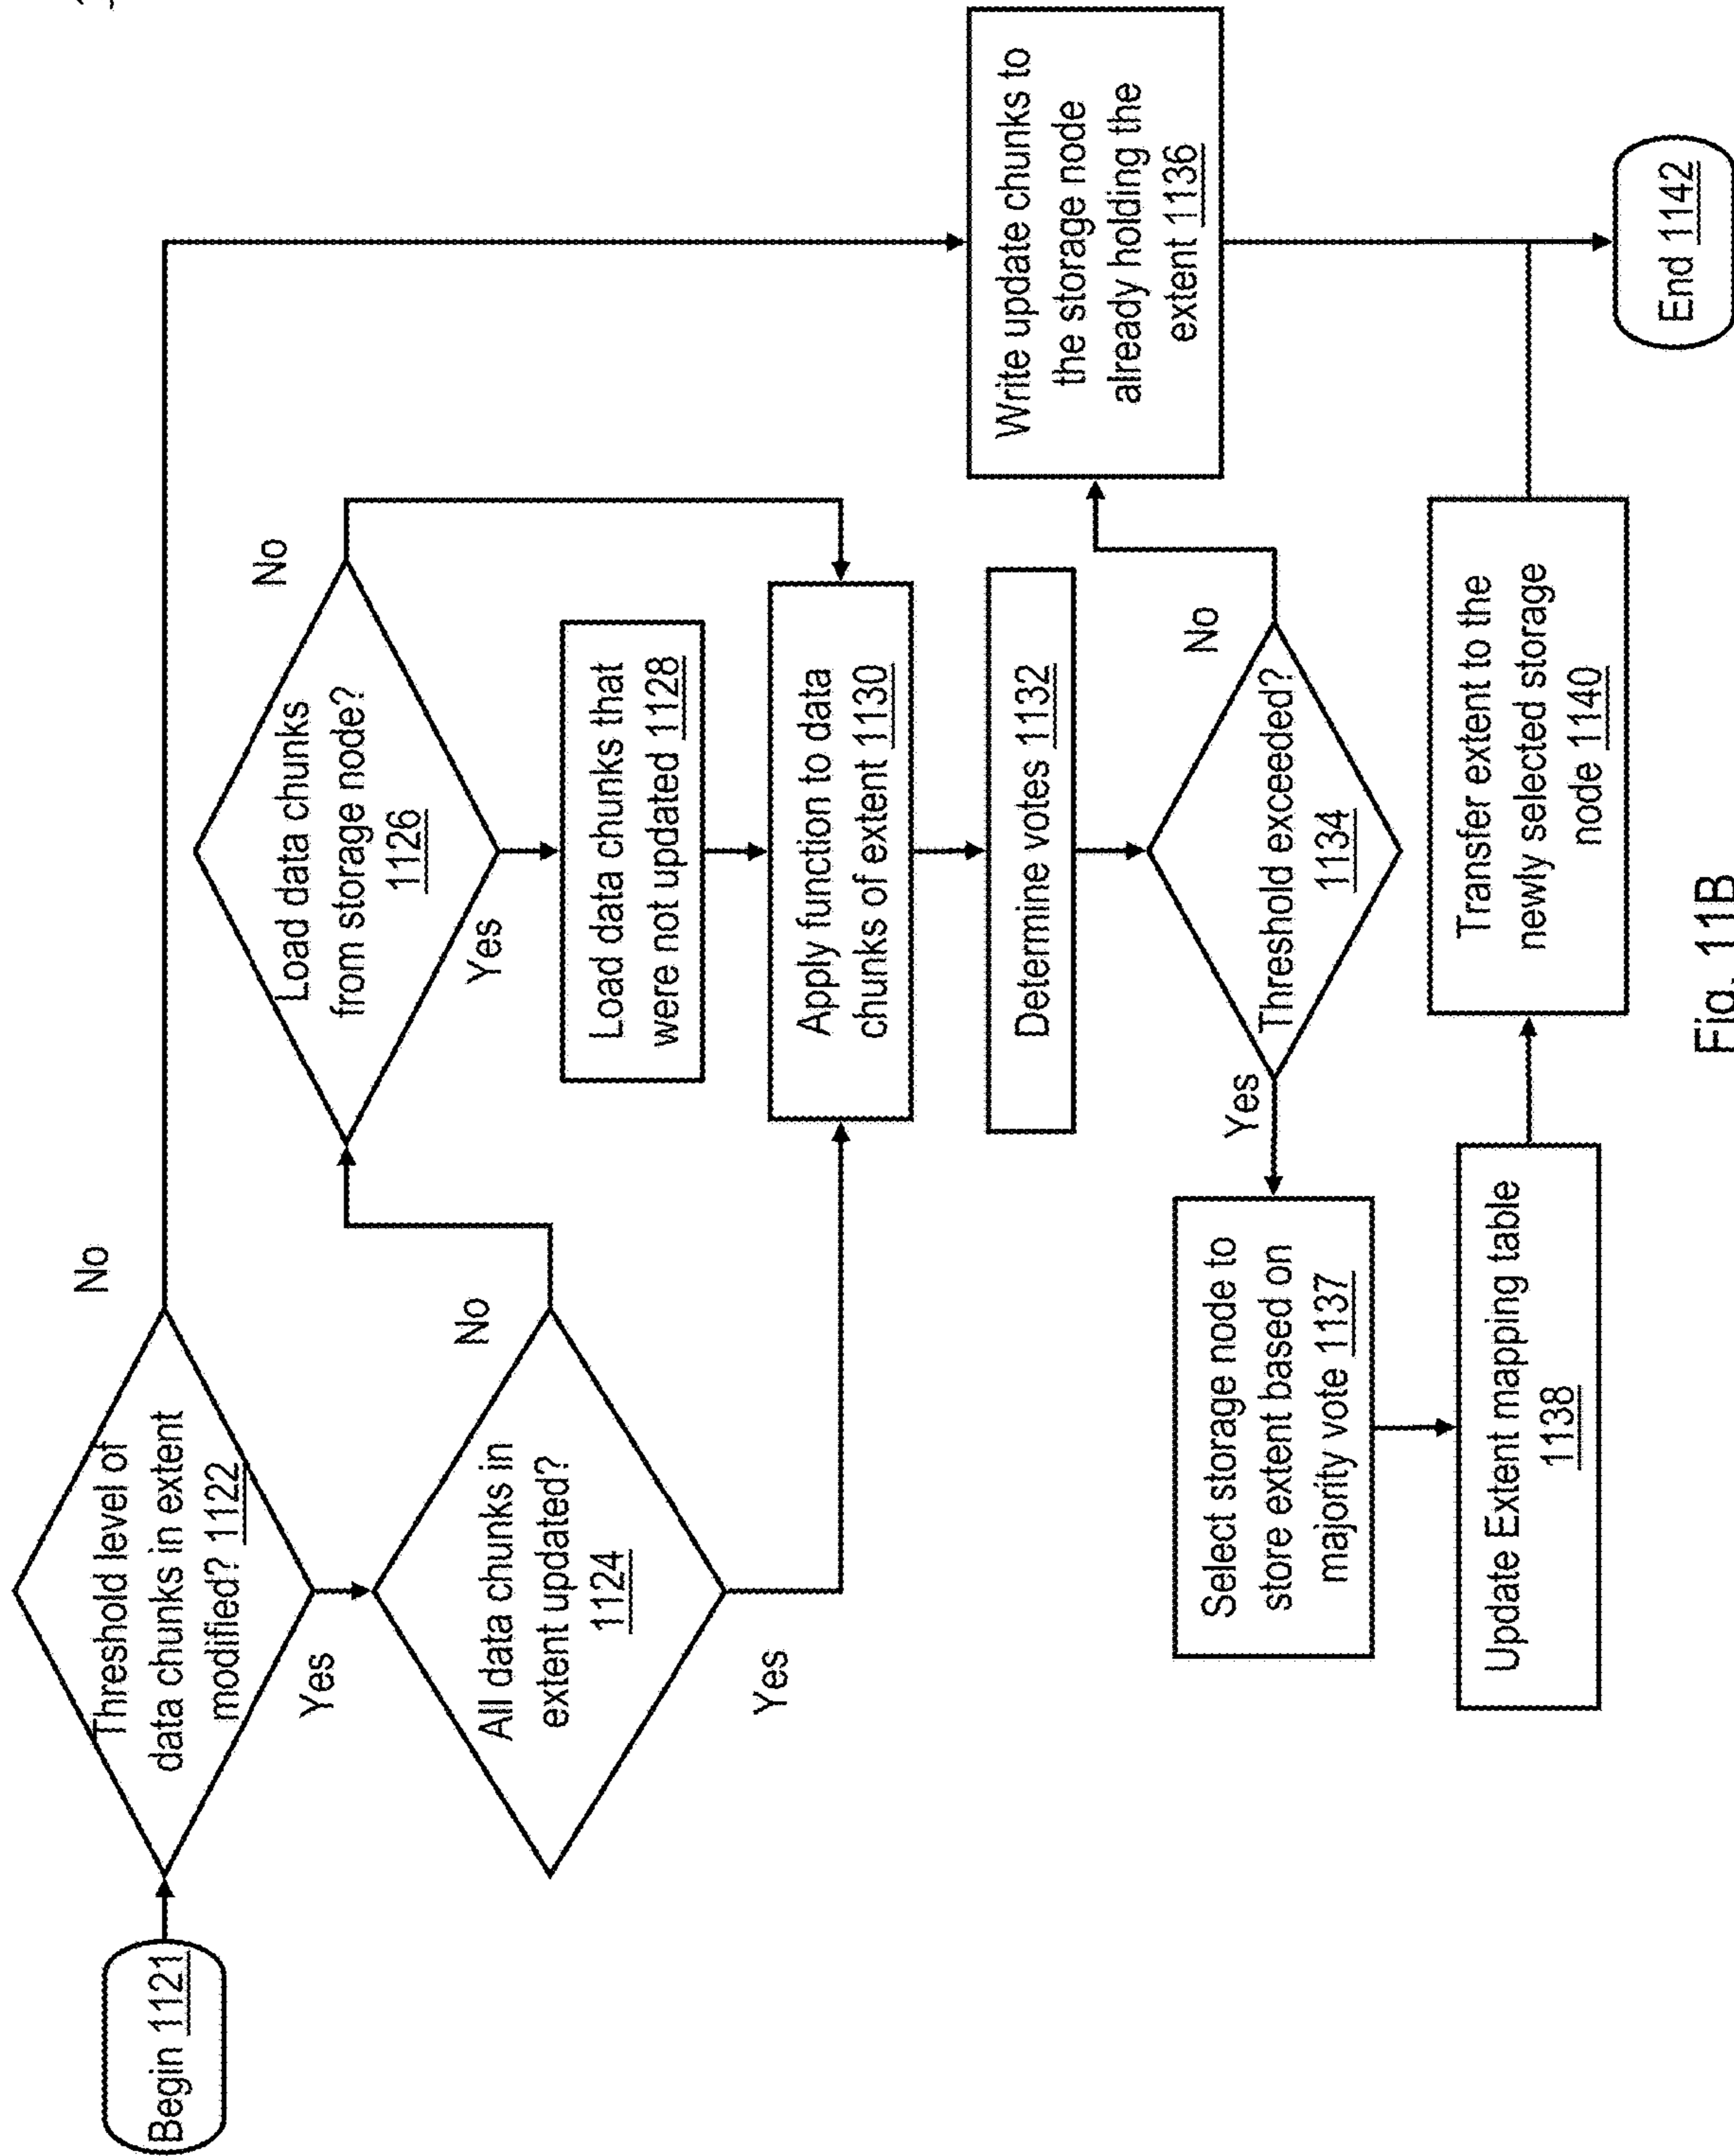 Begin 1121
Threshold level of
data chunks in extent
modified? 1122
No
Yes
All data chunks in
extent updated?
1124
No
Yes
Load data chunks
from storage node?
1126
No
Yes
Load data chunks that
were not updated 1128
Apply function to data
chunks of extent 1130
Determine votes 1132
Threshold exceeded?
1134
No
Yes
Write update chunks to
the storage node
already holding the
extent 1136
Select storage node to
store extent based on
majority vote 1137
Update Extent mapping table
1138
Transfer extent to the
newly selected storage
node 1140
End 1142
Fig. 11B